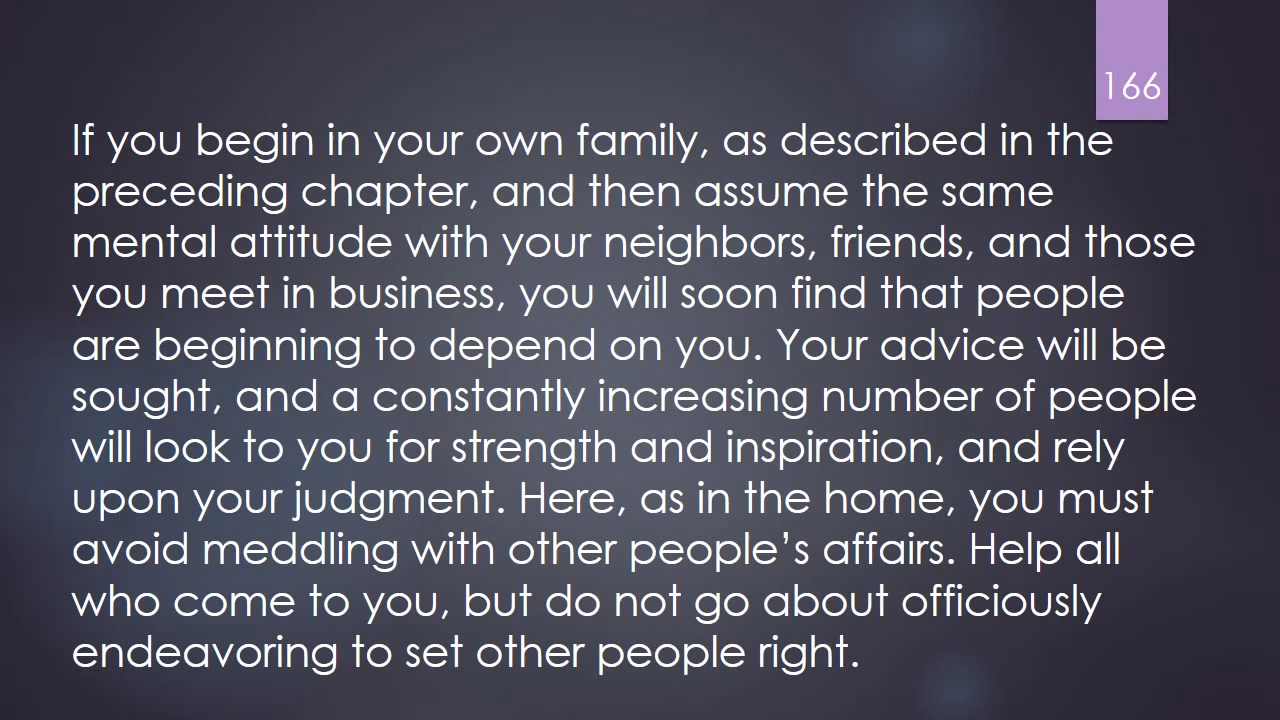 166
If you begin in your own family, as described in the
preceding chapter, and then assume the same
mental attitude with your neighbors, friends, and those
you meet in business, you will soon find that people
are beginning to depend on you. Your advice will be
sought, and a constantly increasing number of people
will look to you for strength and inspiration, and rely
upon your judgment. Here, as in the home, you must
avoid meddling with other people’s affairs. Help all
who come to you, but do not go about officiously
endeavoring to set other people right.